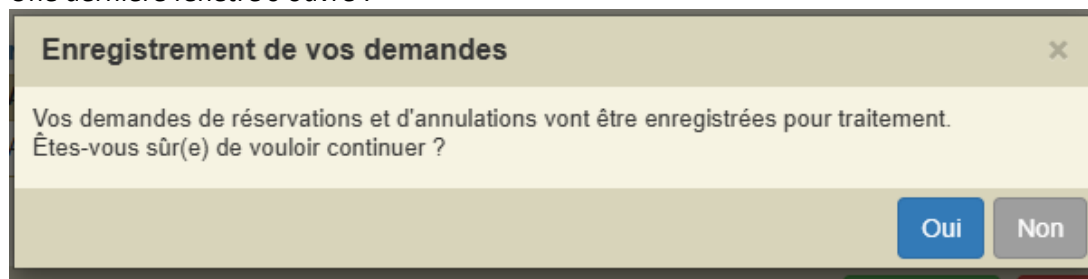 Enregistrement de vos demandes ×
Vos demandes de réservations et d'annulations vont être enregistrées pour traitement.
Êtes-vous sûr(e) de vouloir continuer ?
Oui Non